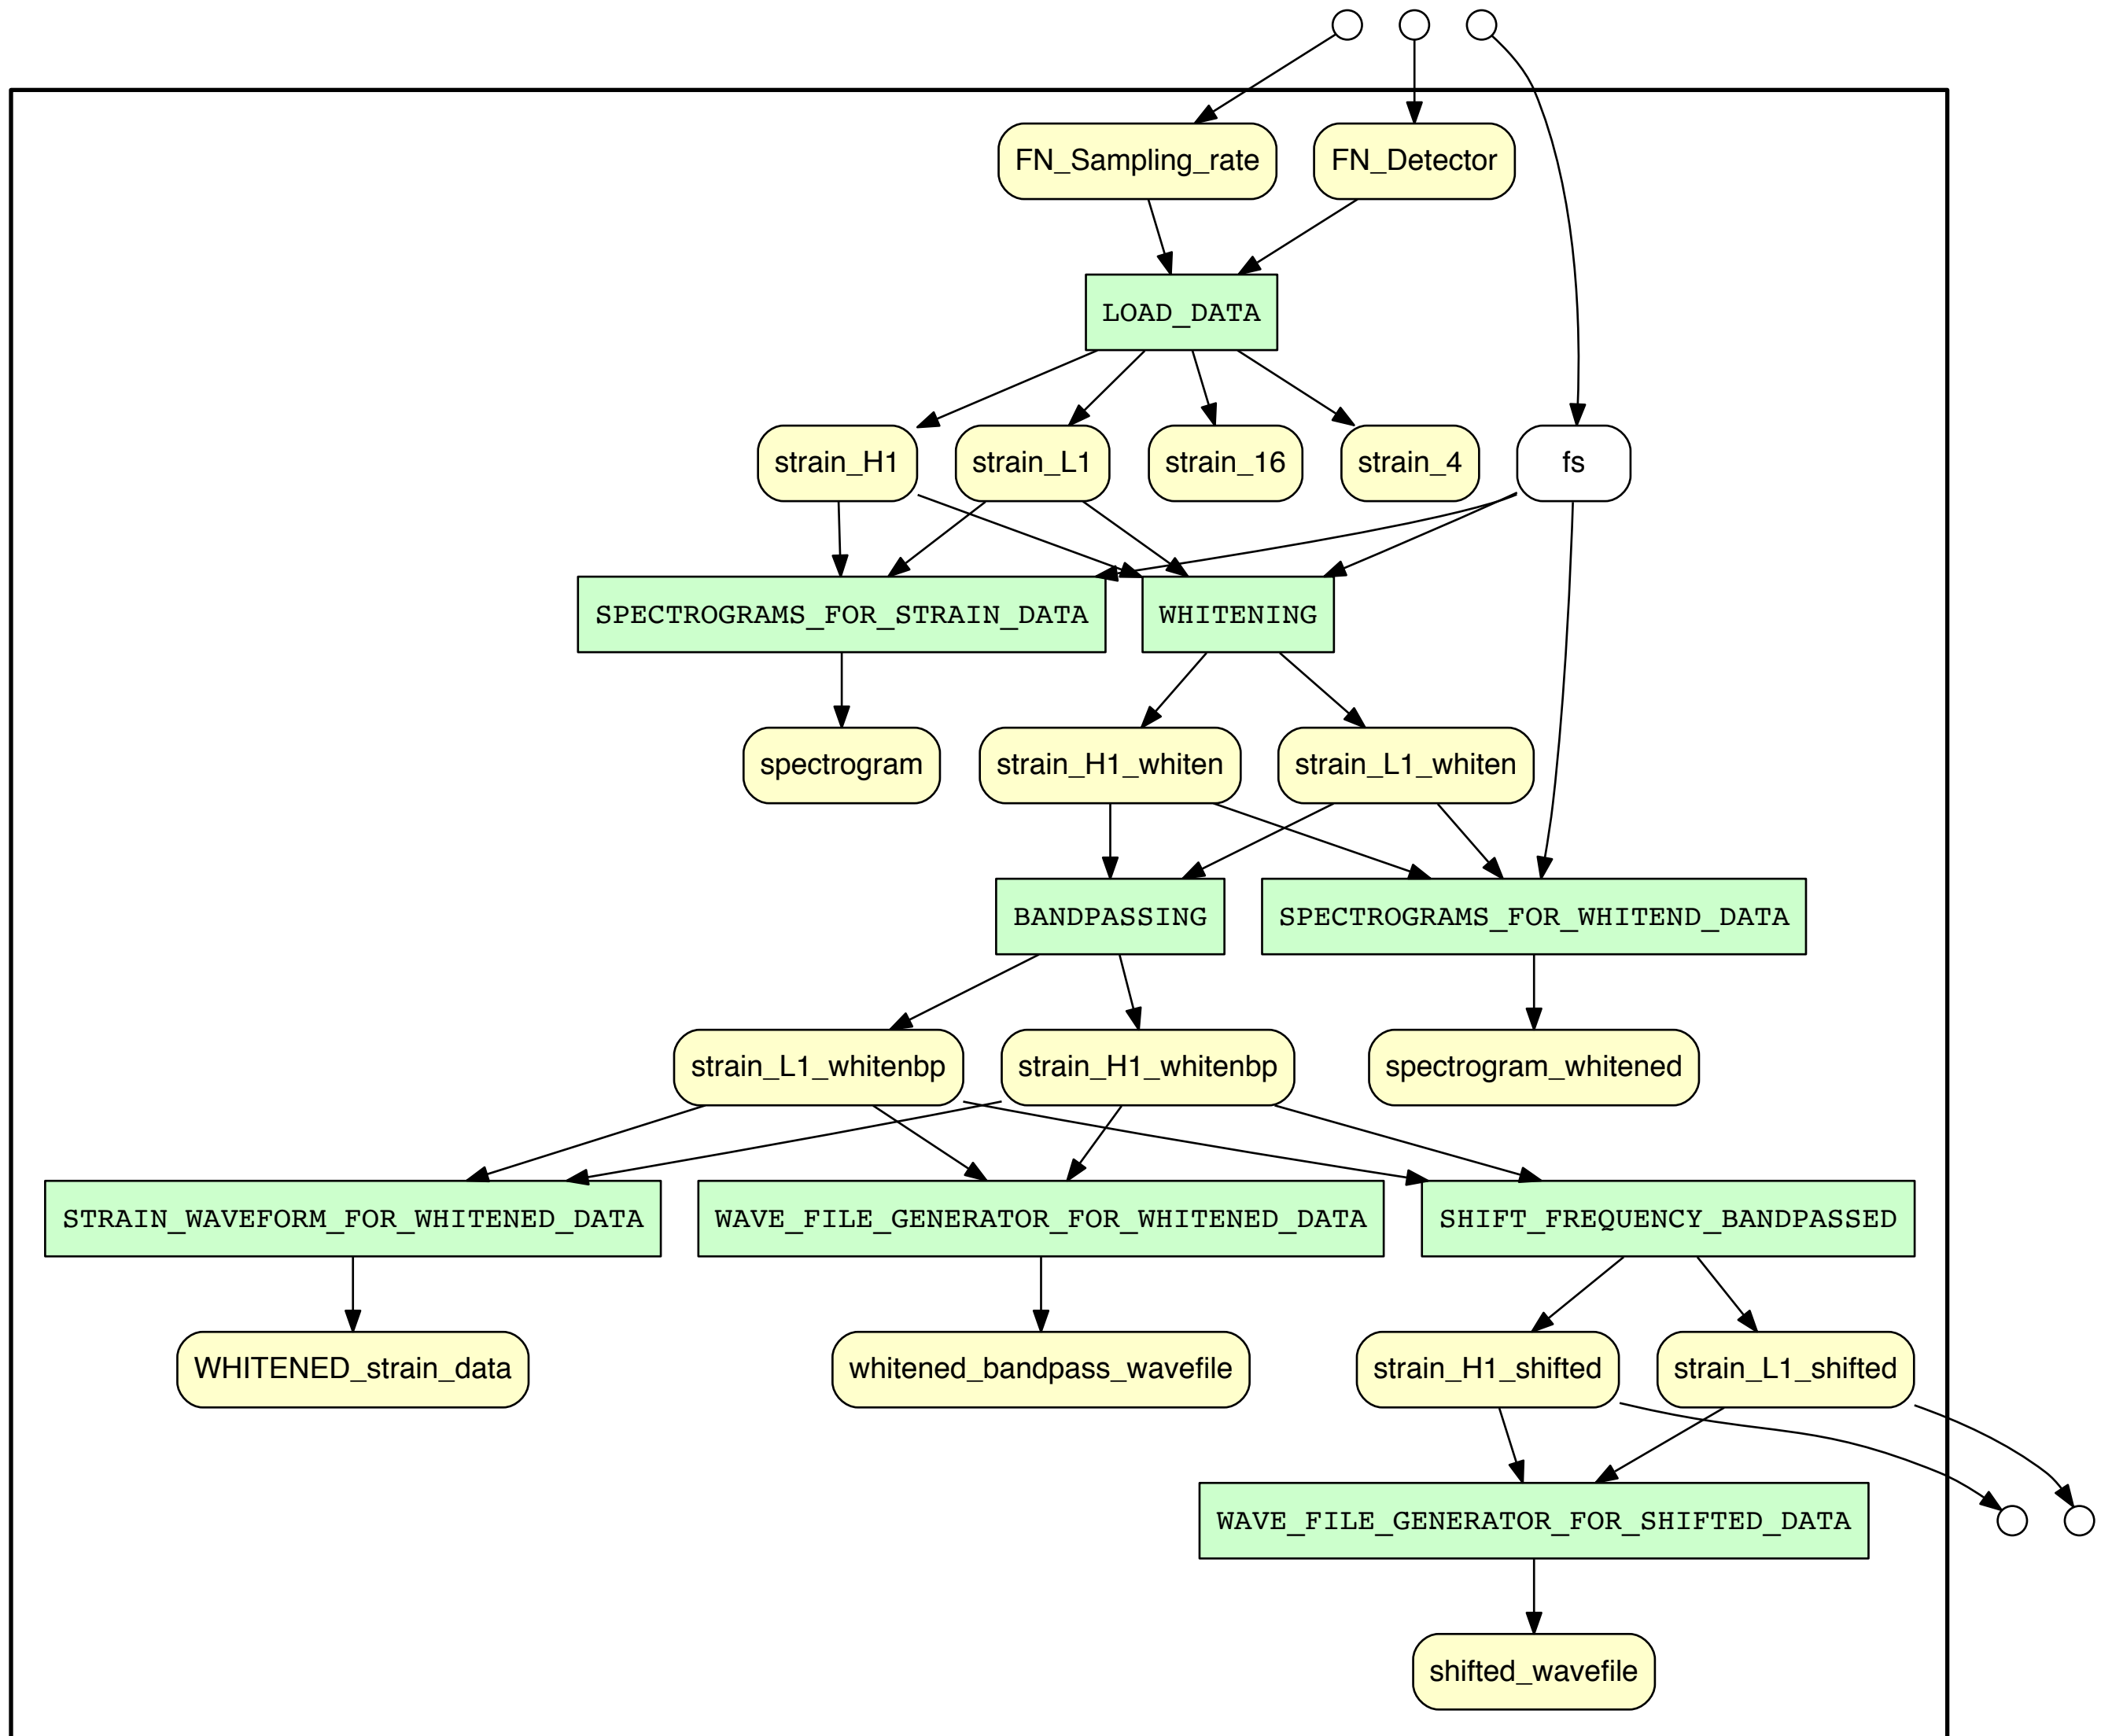 FN_Sampling_rate
FN_Detector
LOAD_DATA
strain_H1
strain_L1
strain_16
strain_4
fs
SPECTROGRAMS_FOR_STRAIN_DATA
WHITENING
spectrogram
strain_H1_whiten
strain_L1_whiten
BANDPASSING
SPECTROGRAMS_FOR_WHITEND_DATA
strain_L1_whitenbp
strain_H1_whitenbp
spectrogram_whitened
STRAIN_WAVEFORM_FOR_WHITENED_DATA
WAVE_FILE_GENERATOR_FOR_WHITENED_DATA
SHIFT_FREQUENCY_BANDPASSED
WHITENED_strain_data
whitened_bandpass_wavefile
strain_H1_shifted
strain_L1_shifted
WAVE_FILE_GENERATOR_FOR_SHIFTED_DATA
shifted_wavefile